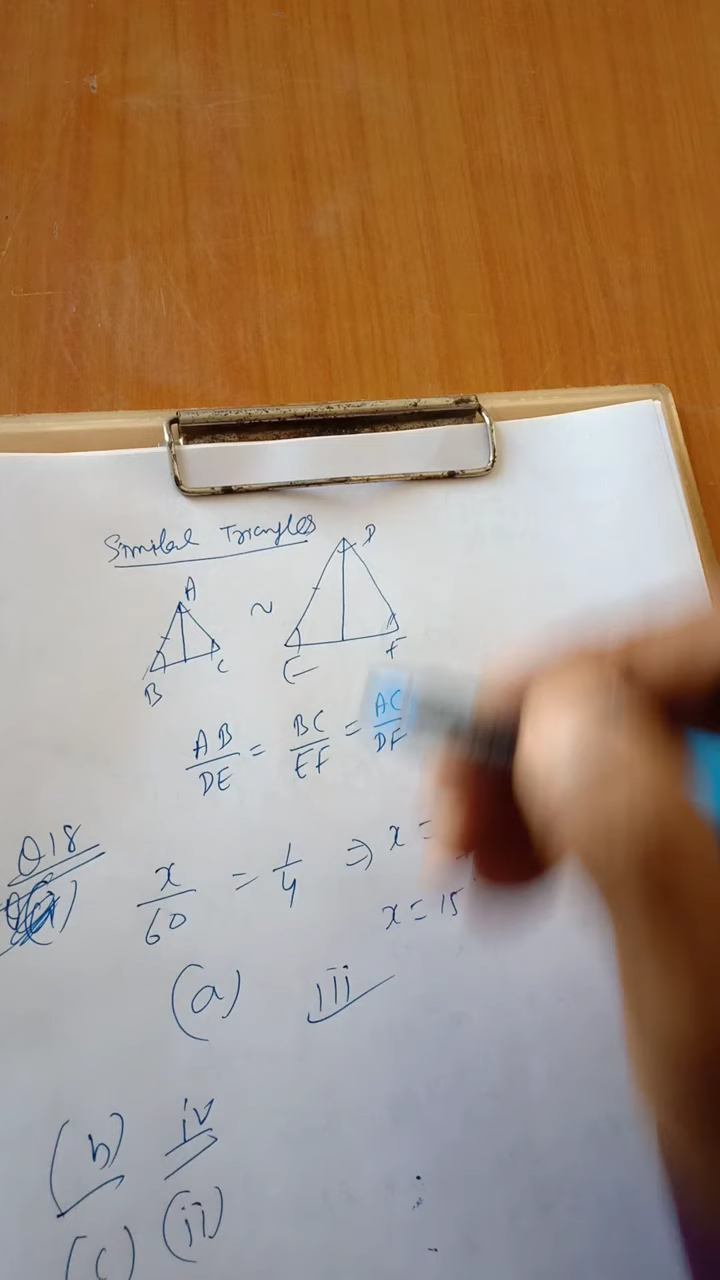 Similar Triangles
A
D
~
B
C
E
F
AB/DE = BC/EF = AC/DF
Q18
x/60 = 1/4 ⇒ x =
x = 15
(a) iii
(b) iv
(c) (ii)